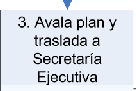 3. Avala plan y
traslada a
Secretaría
Ejecutiva